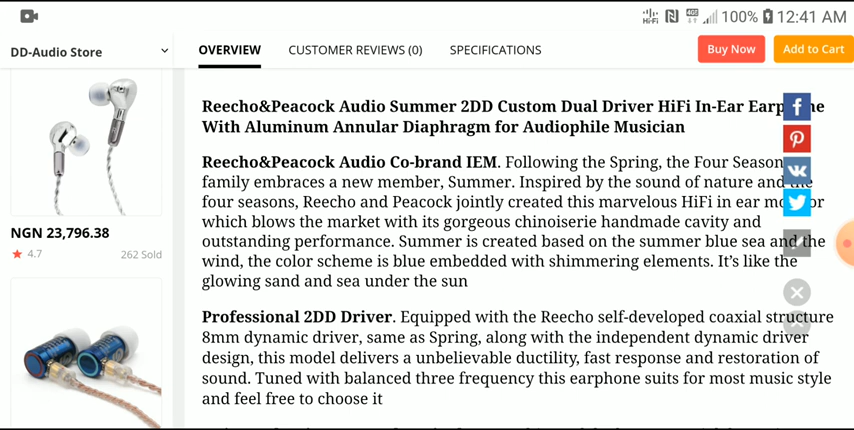 HiFi 4GE 100% 12:41 AM
DD-Audio Store
OVERVIEW CUSTOMER REVIEWS (0) SPECIFICATIONS
Buy Now Add to Cart
NGN 23,796.38
4.7 262 Sold
Reecho&Peacock Audio Summer 2DD Custom Dual Driver HiFi In-Ear Earp ne
With Aluminum Annular Diaphragm for Audiophile Musician
Reecho&Peacock Audio Co-brand IEM. Following the Spring, the Four Season
family embraces a new member, Summer. Inspired by the sound of nature and the
four seasons, Reecho and Peacock jointly created this marvelous HiFi in ear mo or
which blows the market with its gorgeous chinoiserie handmade cavity and
outstanding performance. Summer is created based on the summer blue sea and the
wind, the color scheme is blue embedded with shimmering elements. It's like the
glowing sand and sea under the sun
Professional 2DD Driver. Equipped with the Reecho self-developed coaxial structure
8mm dynamic driver, same as Spring, along with the independent dynamic driver
design, this model delivers a unbelievable ductility, fast response and restoration of
sound. Tuned with balanced three frequency this earphone suits for most music style
and feel free to choose it